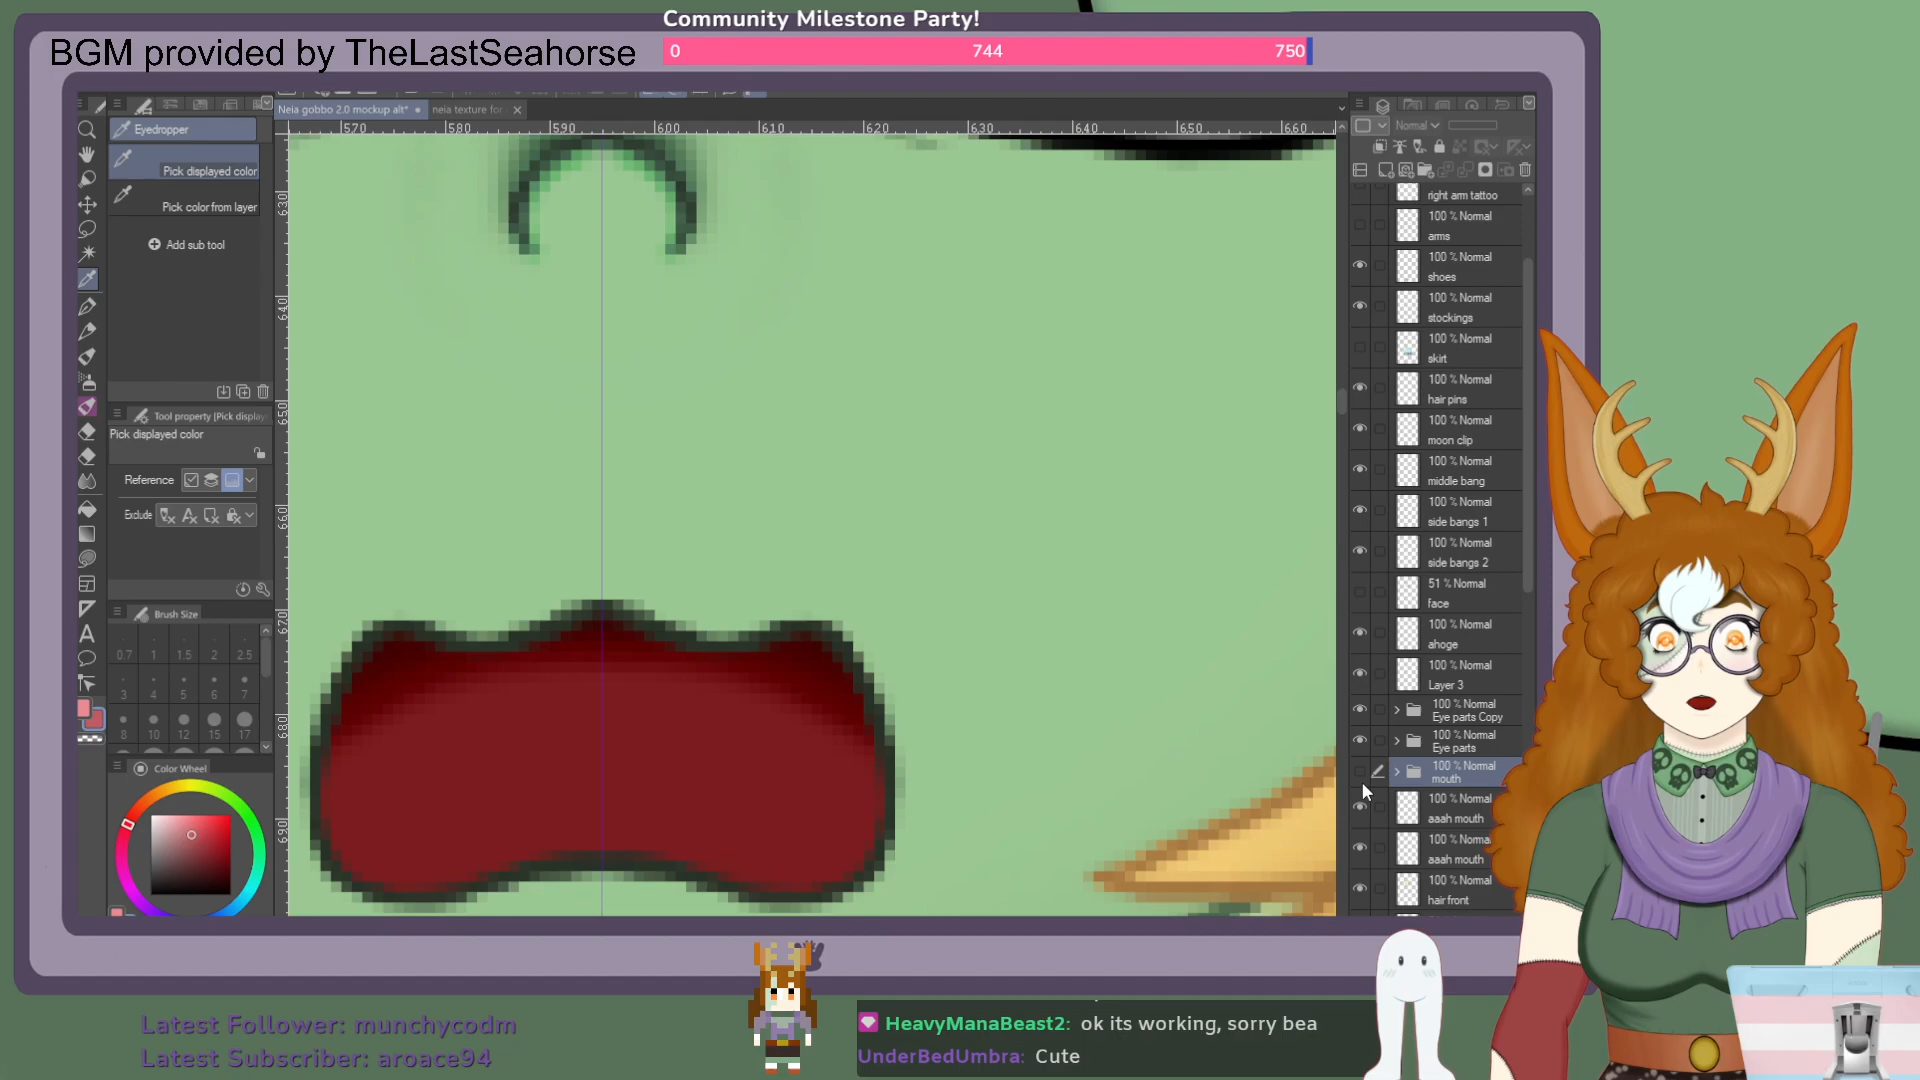 Community Milestone Party!
BGM provided by TheLastSeahorse
0 744 750
Neia gobbo 2.0 mockup alt*
neia texture for
Eyedropper
Pick displayed color
Pick color from layer
Add sub tool
570 580 590 600 610 620 630 640 650 660
630
640
650
660
670
680
690
Tool property [Pick display
Pick displayed color
Reference
Exclude
Brush Size
0.7 1 1.5 2 2.5
3 4 5 6 7
8 10 12 15 17
Color Wheel
Normal
right arm tattoo
100 % Normal
arms
100 % Normal
shoes
100 % Normal
stockings
100 % Normal
skirt
100 % Normal
hair pins
100 % Normal
moon clip
100 % Normal
middle bang
100 % Normal
side bangs 1
100 % Normal
side bangs 2
51 % Normal
face
100 % Normal
ahoge
100 % Normal
Layer 3
100 % Normal
Eye parts Copy
100 % Normal
Eye parts
100 % Normal
mouth
100 % Normal
aaah mouth
100 % Normal
aaah mouth
100 % Normal
hair front
Latest Follower: munchycodm
Latest Subscriber: aroace94
HeavyManaBeast2: ok its working, sorry bea
UnderBedUmbra: Cute